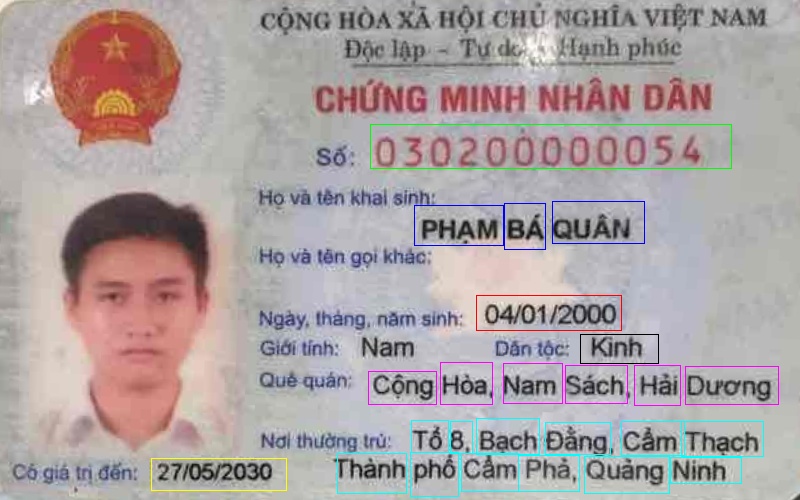 CỘNG HÒA XÃ HỘI CHỦ NGHĨA VIỆT NAM
Độc lập - Tự do - Hạnh phúc
CHỨNG MINH NHÂN DÂN
Số: 030200000054
Họ và tên khai sinh:
PHẠM BÁ QUÂN
Họ và tên gọi khác:
Ngày, tháng, năm sinh: 04/01/2000
Giới tính: Nam Dân tộc: Kinh
Quê quán: Cộng Hòa, Nam Sách, Hải Dương
Nơi thường trú: Tổ 8, Bạch Đằng, Cẩm Thạch
Thành phố Cẩm Phả, Quảng Ninh
Có giá trị đến: 27/05/2030